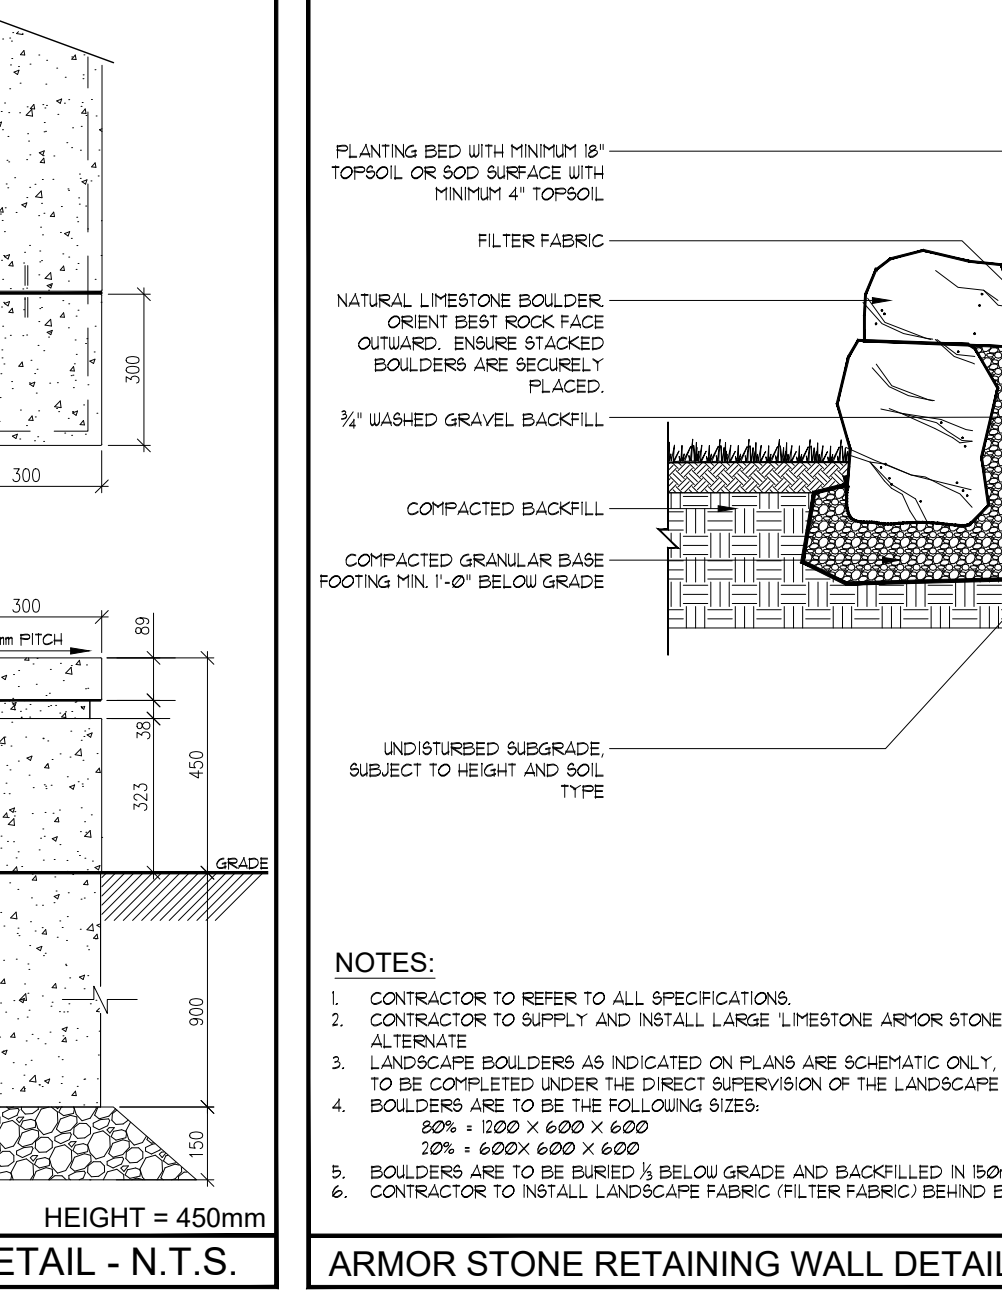 300
300
300
mm PITCH
89
38
323
450
GRADE
900
150
HEIGHT = 450mm
ETAIL - N.T.S.
PLANTING BED WITH MINIMUM 18"
TOPSOIL OR SOD SURFACE WITH
MINIMUM 4" TOPSOIL
FILTER FABRIC
NATURAL LIMESTONE BOULDER
ORIENT BEST ROCK FACE
OUTWARD. ENSURE STACKED
BOULDERS ARE SECURELY
PLACED.
¾" WASHED GRAVEL BACKFILL
COMPACTED BACKFILL
COMPACTED GRANULAR BASE
FOOTING MIN. 1'-0" BELOW GRADE
UNDISTURBED SUBGRADE,
SUBJECT TO HEIGHT AND SOIL
TYPE
NOTES:
1. CONTRACTOR TO REFER TO ALL SPECIFICATIONS.
2. CONTRACTOR TO SUPPLY AND INSTALL LARGE 'LIMESTONE ARMOR STONE
ALTERNATE
3. LANDSCAPE BOULDERS AS INDICATED ON PLANS ARE SCHEMATIC ONLY,
TO BE COMPLETED UNDER THE DIRECT SUPERVISION OF THE LANDSCAPE
4. BOULDERS ARE TO BE THE FOLLOWING SIZES:
80% = 1200 X 600 X 600
20% = 600X 600 X 600
5. BOULDERS ARE TO BE BURIED ⅓ BELOW GRADE AND BACKFILLED IN 150m
6. CONTRACTOR TO INSTALL LANDSCAPE FABRIC (FILTER FABRIC) BEHIND B
ARMOR STONE RETAINING WALL DETAIL